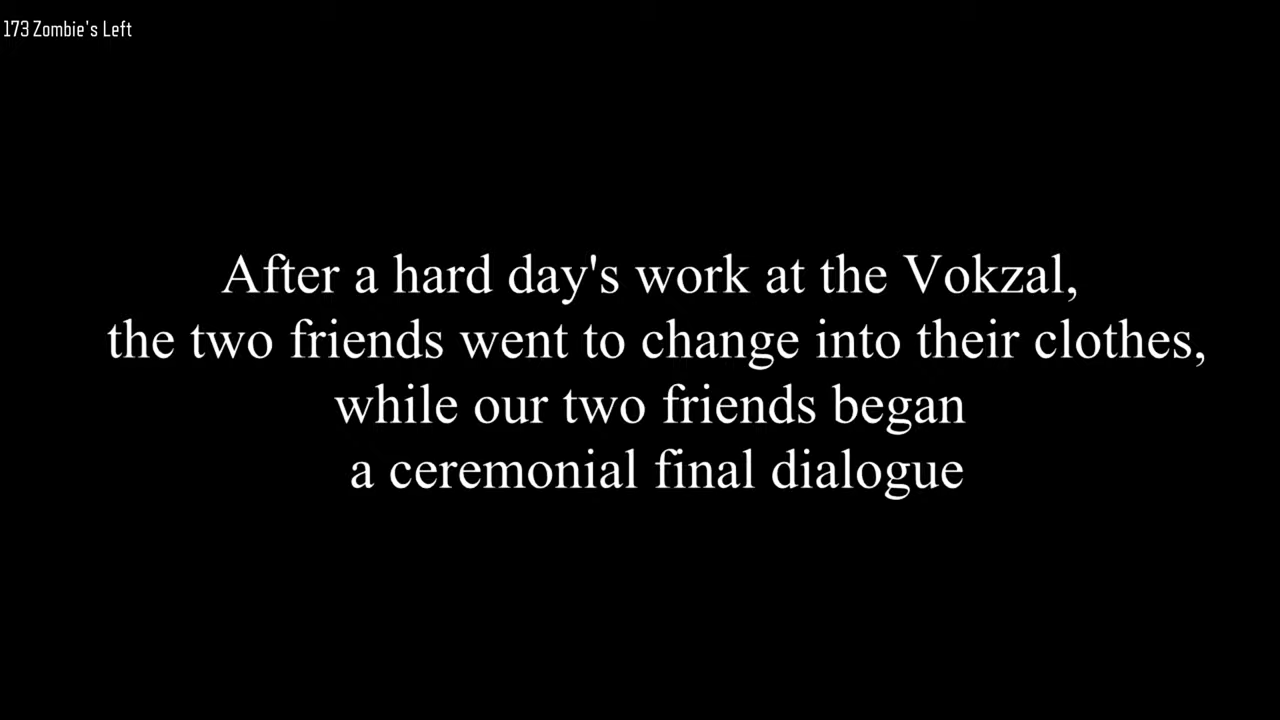 173 Zombie's Left
After a hard day's work at the Vokzal,
the two friends went to change into their clothes,
while our two friends began
a ceremonial final dialogue